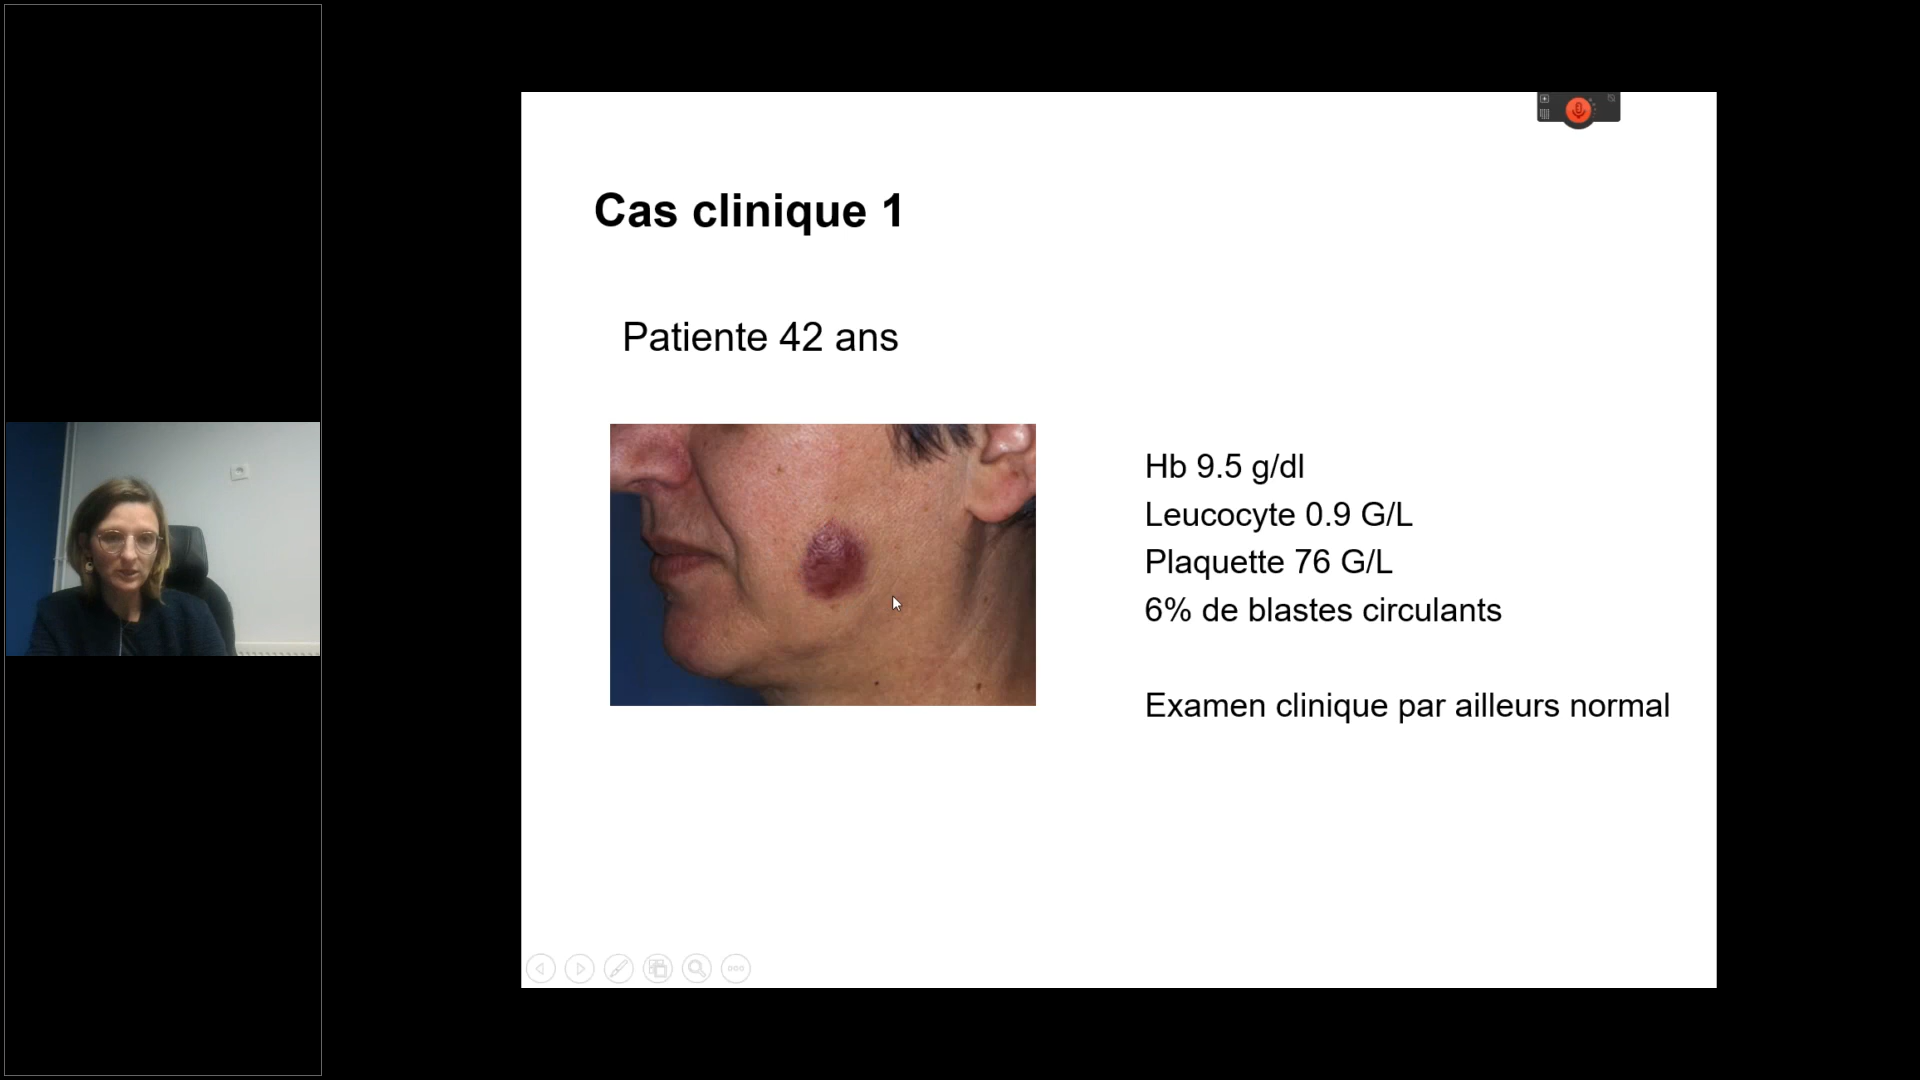 Cas clinique 1
Patiente 42 ans
Hb 9.5 g/dl
Leucocyte 0.9 G/L
Plaquette 76 G/L
6% de blastes circulants
Examen clinique par ailleurs normal